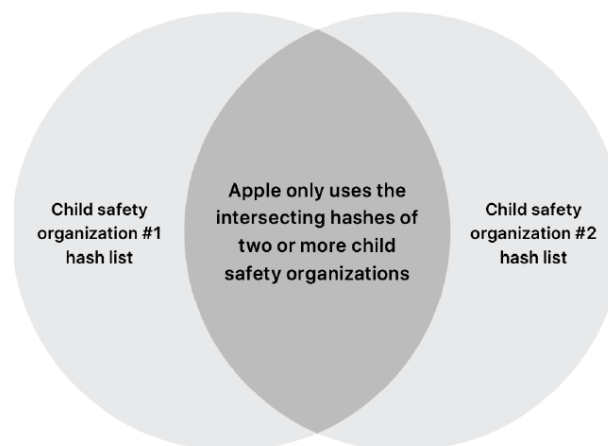 Child safety
organization #1
hash list
Apple only uses the
intersecting hashes of
two or more child
safety organizations
Child safety
organization #2
hash list